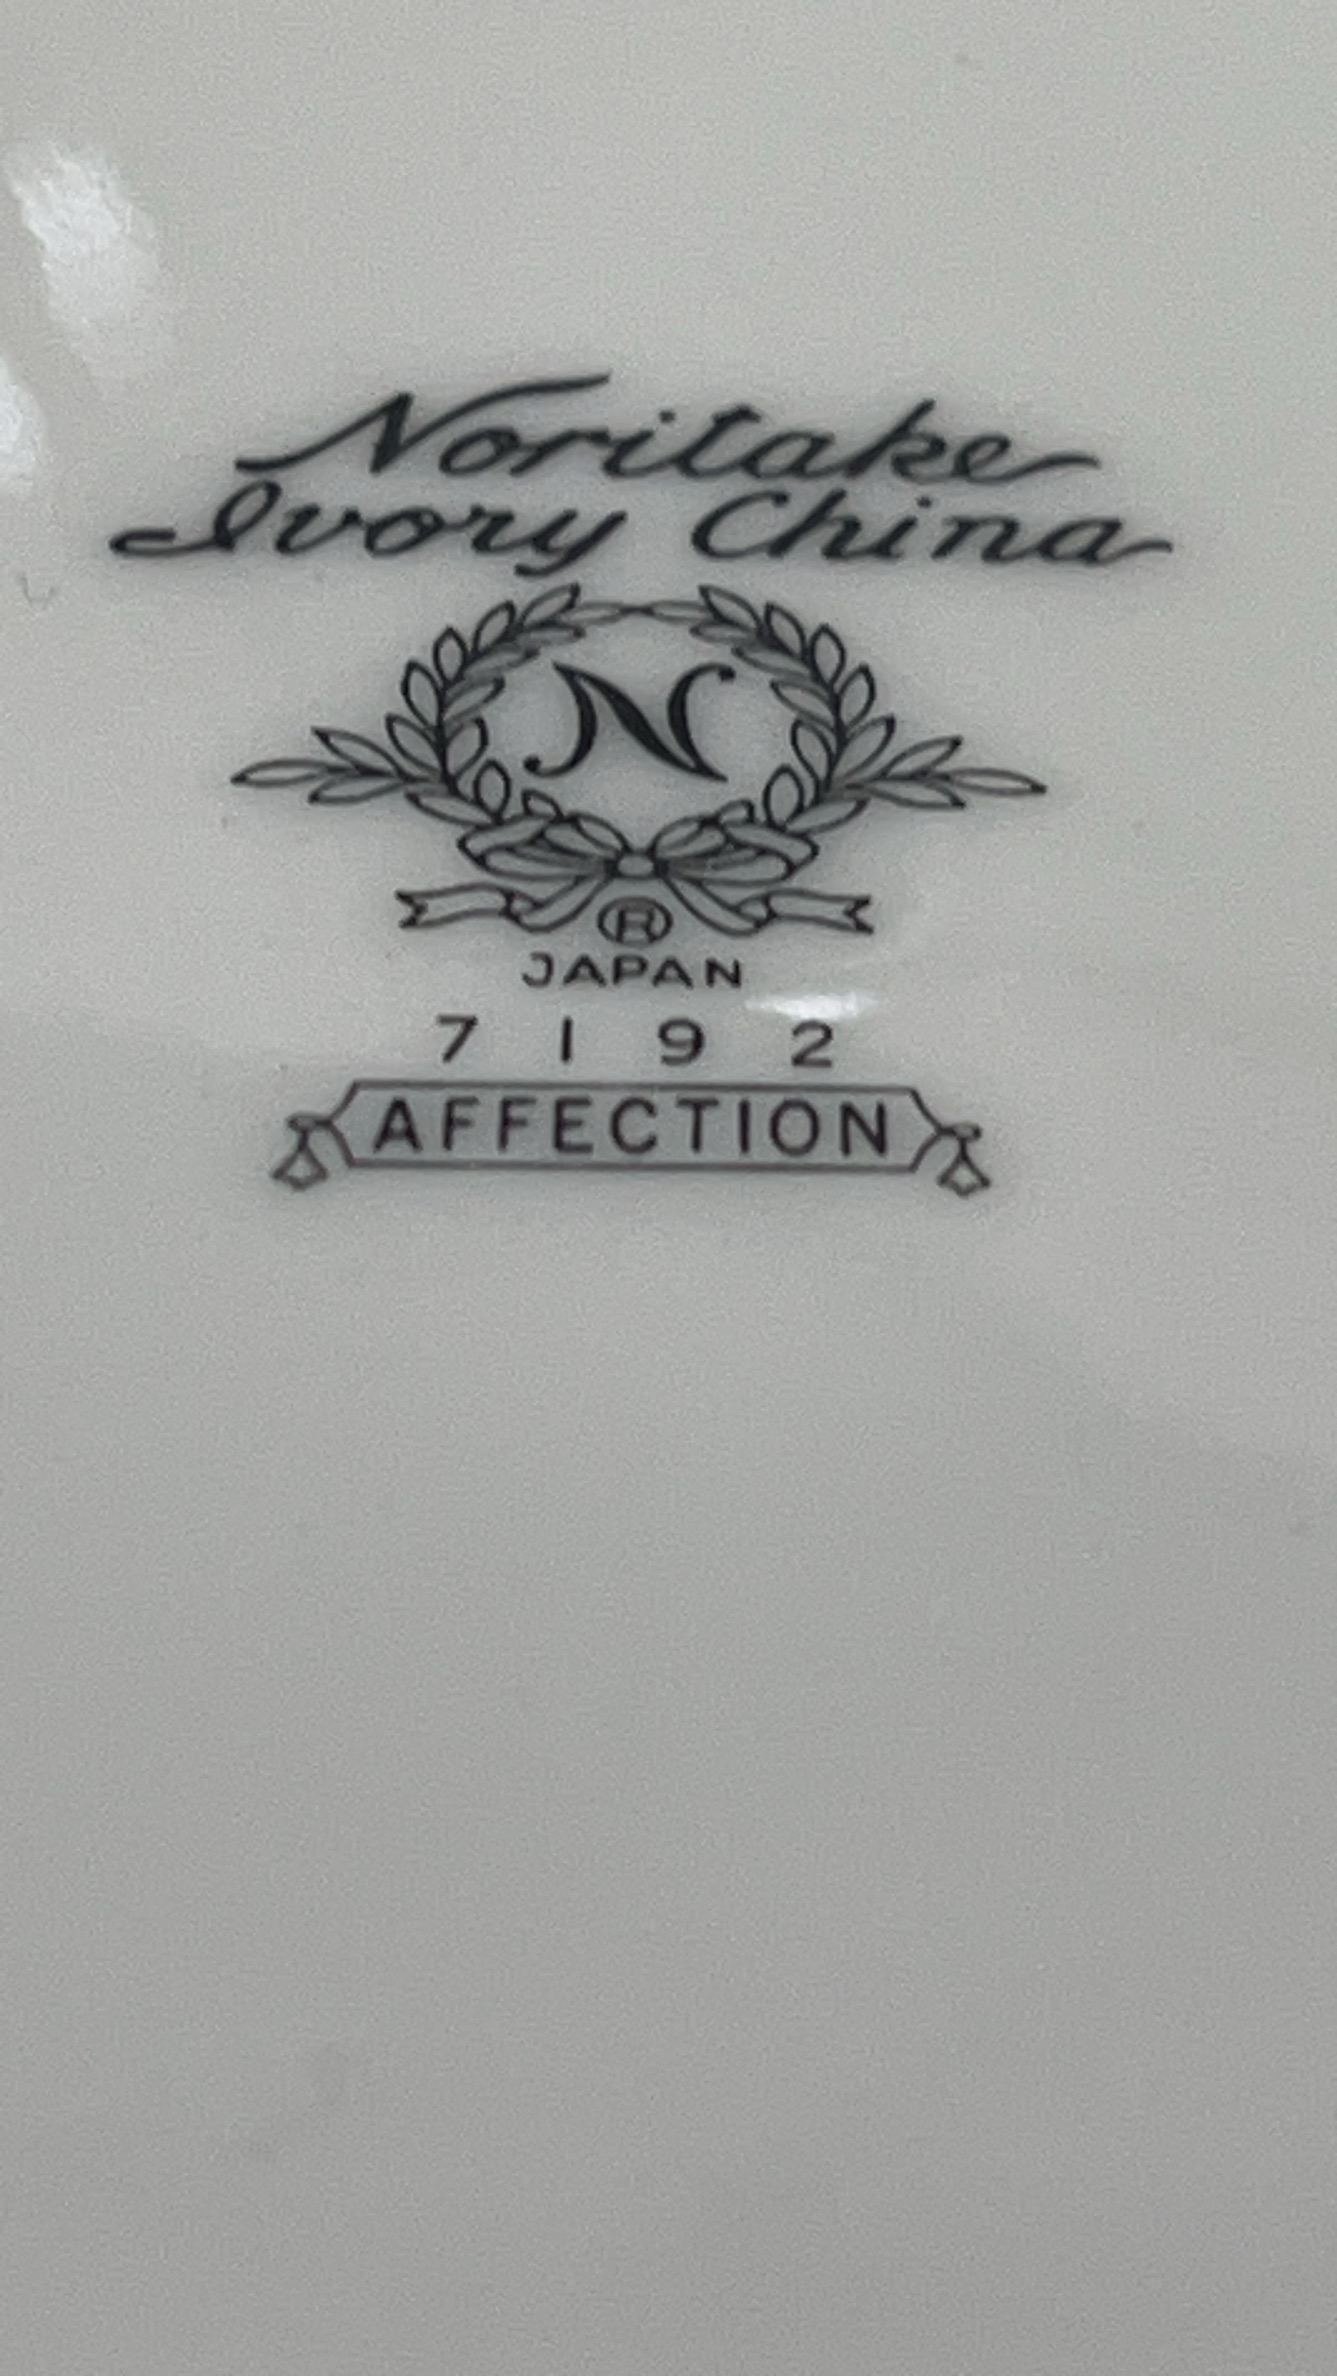 Noritake
Ivory China
N
®
JAPAN
7192
AFFECTION